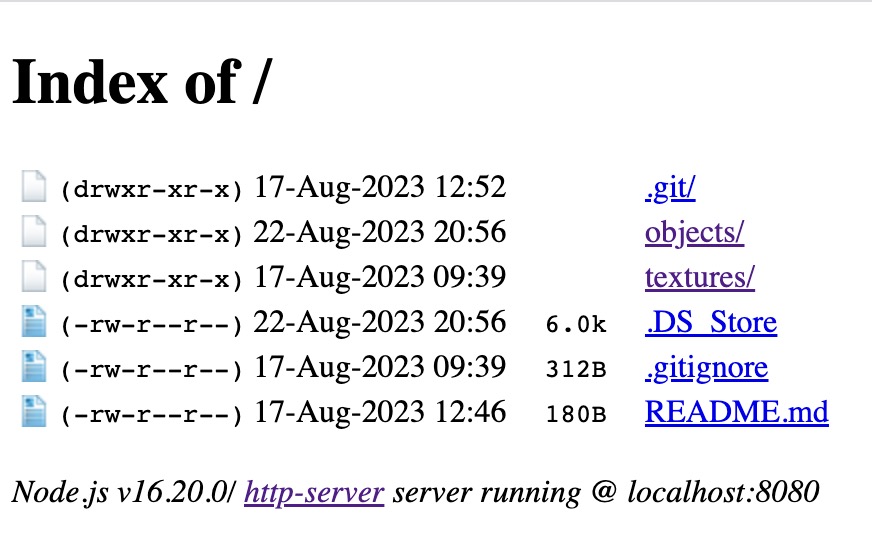 Index of /
(drwxr-xr-x) 17-Aug-2023 12:52 .git/
(drwxr-xr-x) 22-Aug-2023 20:56 objects/
(drwxr-xr-x) 17-Aug-2023 09:39 textures/
(-rw-r--r--) 22-Aug-2023 20:56 6.0k .DS_Store
(-rw-r--r--) 17-Aug-2023 09:39 312B .gitignore
(-rw-r--r--) 17-Aug-2023 12:46 180B README.md
Node.js v16.20.0/ http-server server running @ localhost:8080